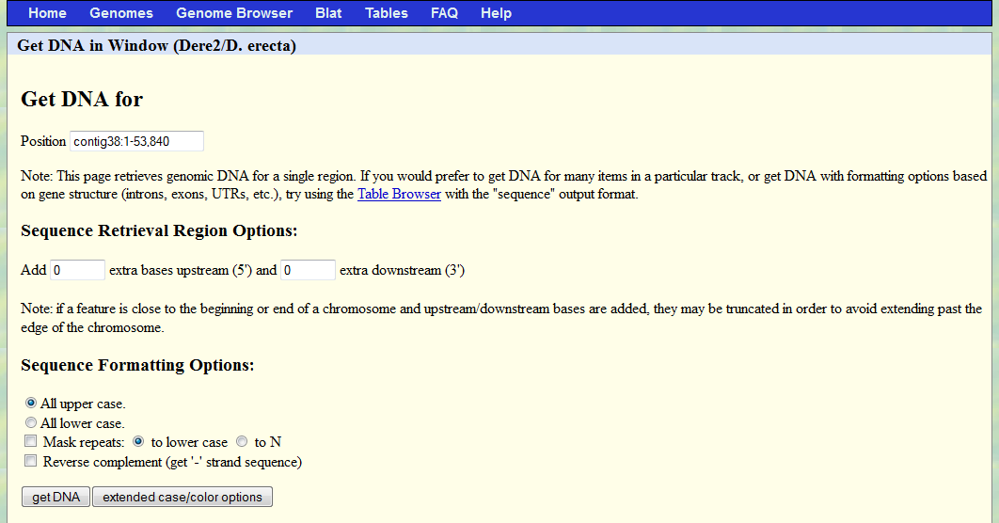 Home Genomes Genome Browser Blat Tables FAQ Help
Get DNA in Window (Dere2/D. erecta)
Get DNA for
Position contig38:1-53,840
Note: This page retrieves genomic DNA for a single region. If you would prefer to get DNA for many items in a particular track, or get DNA with formatting options based
on gene structure (introns, exons, UTRs, etc.), try using the Table Browser with the "sequence" output format.
Sequence Retrieval Region Options:
Add 0 extra bases upstream (5') and 0 extra downstream (3')
Note: if a feature is close to the beginning or end of a chromosome and upstream/downstream bases are added, they may be truncated in order to avoid extending past the
edge of the chromosome.
Sequence Formatting Options:
All upper case.
All lower case.
Mask repeats: to lower case to N
Reverse complement (get '-' strand sequence)
get DNA extended case/color options